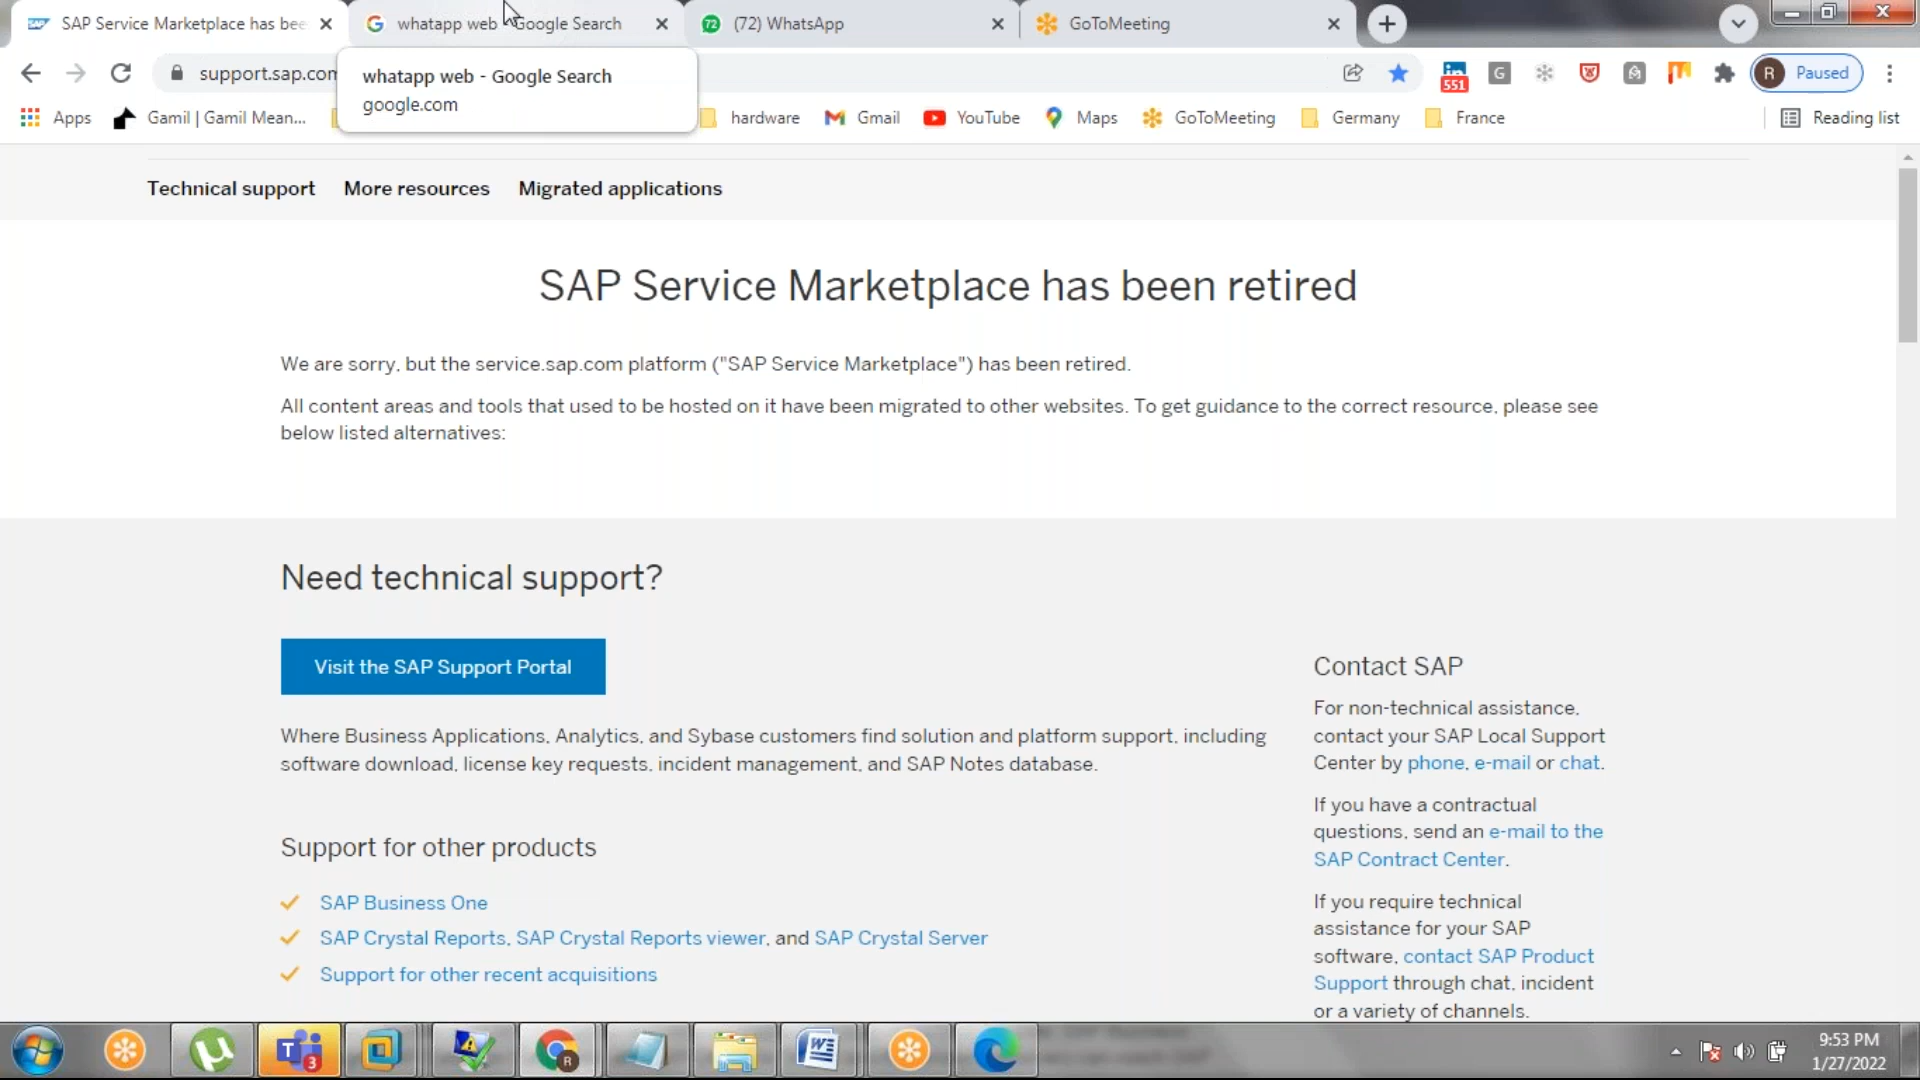 SAP Service Marketplace has bee
whatapp web - Google Search
(72) WhatsApp
GoToMeeting
support.sap.com
whatapp web - Google Search
google.com
551
R
Paused
Apps
Gamil | Gamil Mean...
hardware
Gmail
YouTube
Maps
GoToMeeting
Germany
France
Reading list
Technical support
More resources
Migrated applications
SAP Service Marketplace has been retired
We are sorry, but the service.sap.com platform ("SAP Service Marketplace") has been retired.
All content areas and tools that used to be hosted on it have been migrated to other websites. To get guidance to the correct resource, please see
below listed alternatives:
Need technical support?
Visit the SAP Support Portal
Where Business Applications, Analytics, and Sybase customers find solution and platform support, including
software download, license key requests, incident management, and SAP Notes database.
Support for other products
SAP Business One
SAP Crystal Reports, SAP Crystal Reports viewer, and SAP Crystal Server
Support for other recent acquisitions
Contact SAP
For non-technical assistance,
contact your SAP Local Support
Center by phone, e-mail or chat.
If you have a contractual
questions, send an e-mail to the
SAP Contract Center.
If you require technical
assistance for your SAP
software, contact SAP Product
Support through chat, incident
or a variety of channels.
9:53 PM
1/27/2022